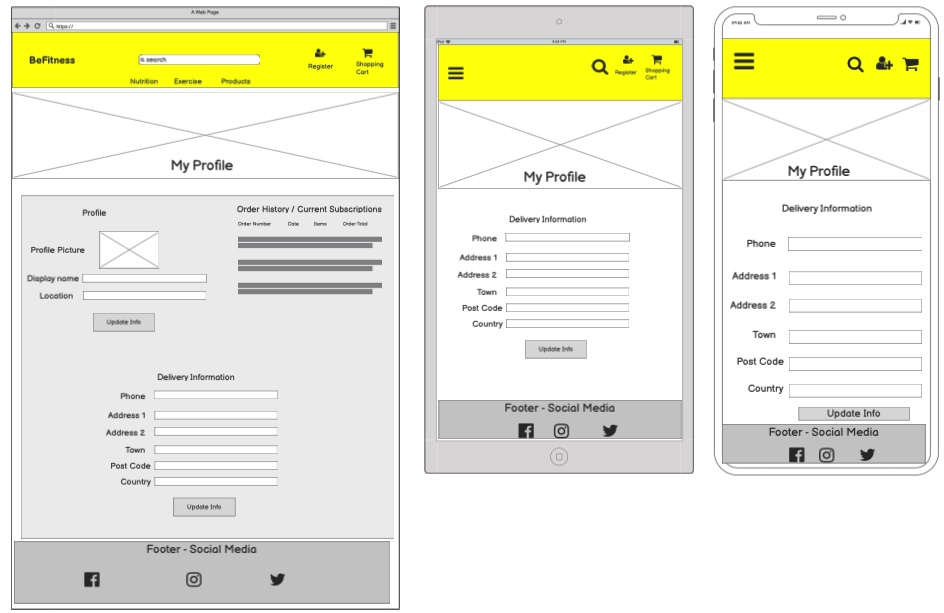 A Web Page
https://
BeFitness
search
Register
Shopping
Cart
Nutrition Exercise Products
My Profile
Profile
Profile Picture
Display name
Location
Update Info
Order History / Current Subscriptions
Order Number Date Items Order Total
Delivery Information
Phone
Address 1
Address 2
Town
Post Code
Country
Update Info
Footer - Social Media
iPad
4:34 PM
Register
Shopping
Cart
My Profile
Delivery Information
Phone
Address 1
Address 2
Town
Post Code
Country
Update Info
Footer - Social Media
My Profile
Delivery Information
Phone
Address 1
Address 2
Town
Post Code
Country
Update Info
Footer - Social Media